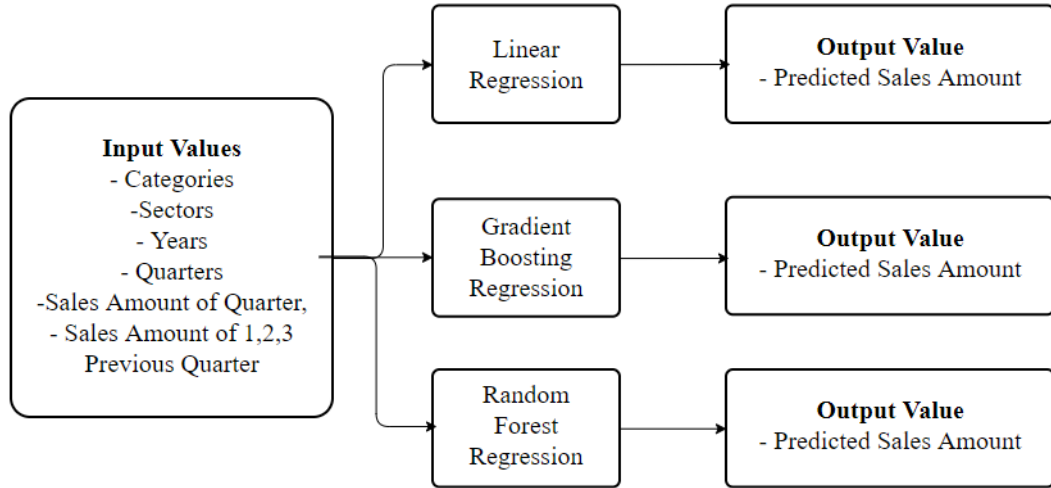 Input Values
- Categories
-Sectors
- Years
- Quarters
-Sales Amount of Quarter,
- Sales Amount of 1,2,3
Previous Quarter
Linear
Regression
Output Value
- Predicted Sales Amount
Gradient
Boosting
Regression
Output Value
- Predicted Sales Amount
Random
Forest
Regression
Output Value
- Predicted Sales Amount